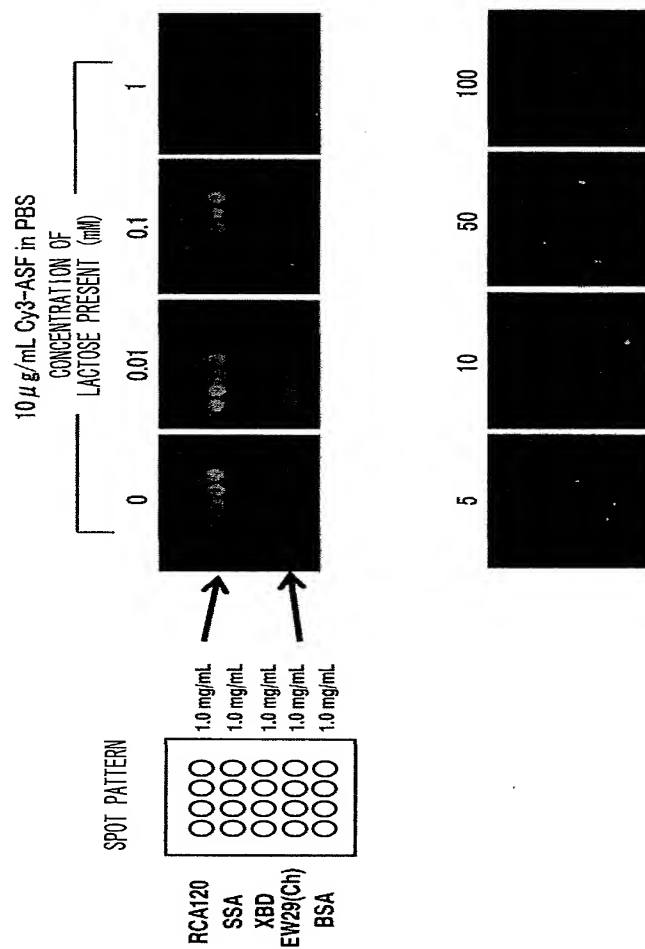 10 μg/mL Cy3-ASF in PBS
CONCENTRATION OF
LACTOSE PRESENT (mM)
0
0.01
0.1
1
SPOT PATTERN
RCA120
1.0 mg/mL
SSA
1.0 mg/mL
XBD
1.0 mg/mL
EW29(Ch)
1.0 mg/mL
BSA
1.0 mg/mL
5
10
50
100